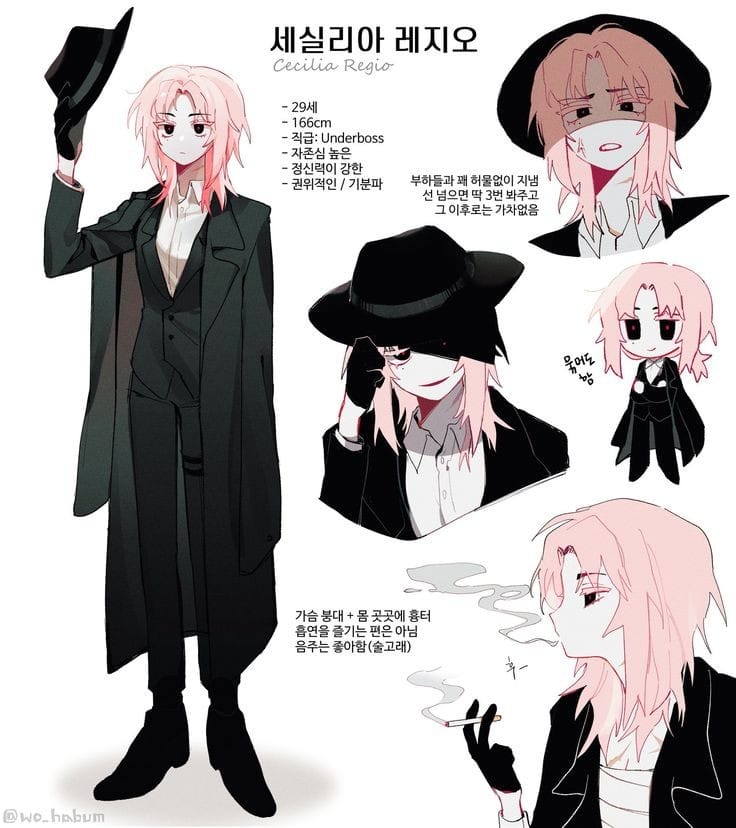 세실리아 레지오
Cecilia Regio
- 29세
- 166cm
- 직급: Underboss
- 자존심 높은
- 정신력이 강한
- 권위적인 / 기분파
부하들과 꽤 허물없이 지냄
선 넘으면 딱 3번 봐주고
그 이후로는 가차없음
묶어도
함
가슴 붕대 + 몸 곳곳에 흉터
흡연을 즐기는 편은 아님
음주는 좋아함(술고래)
후-
@wo_habum